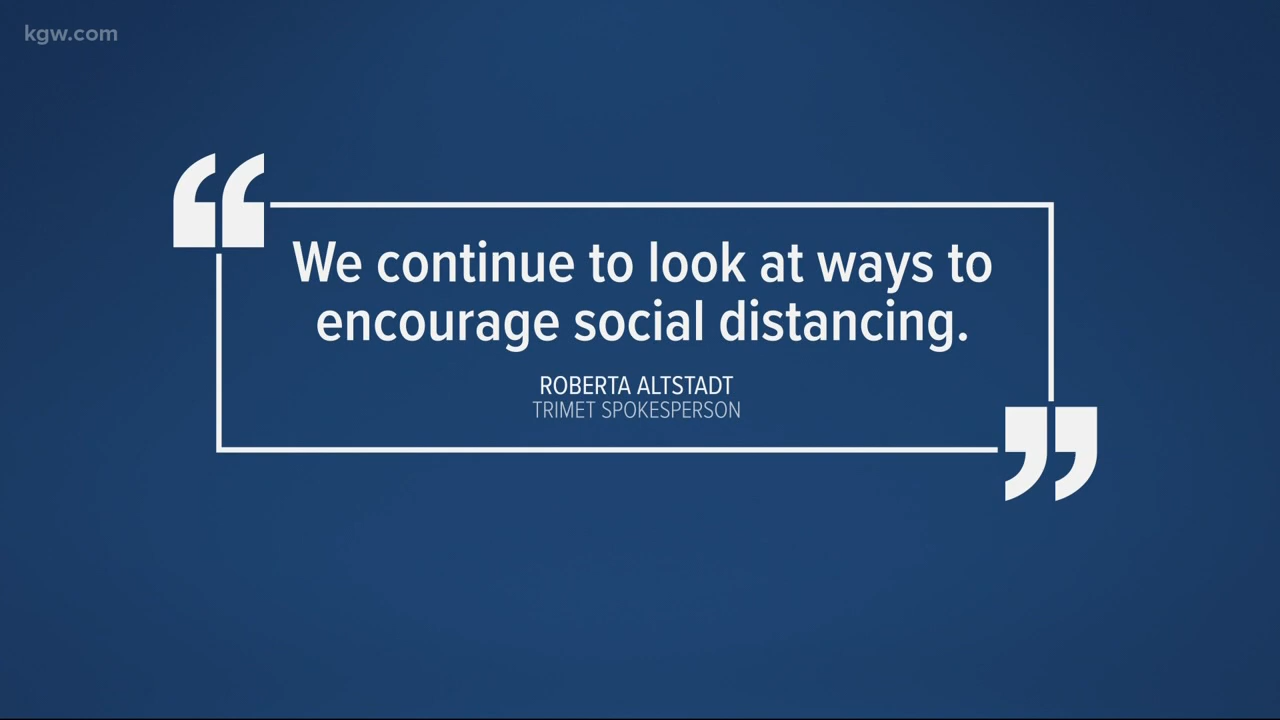 kgw.com
We continue to look at ways to
encourage social distancing.
ROBERTA ALTSTADT
TRIMET SPOKESPERSON